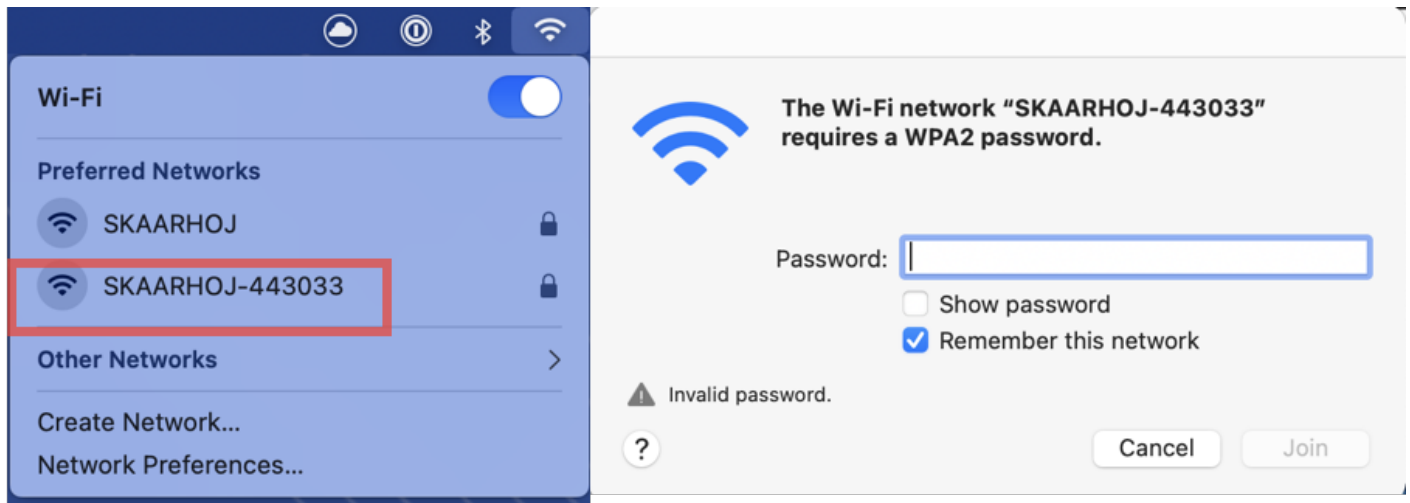 Wi-Fi
Preferred Networks
SKAARHOJ
SKAARHOJ-443033
Other Networks
Create Network...
Network Preferences...
The Wi-Fi network “SKAARHOJ-443033”
requires a WPA2 password.
Password:
Show password
Remember this network
Invalid password.
?
Cancel
Join